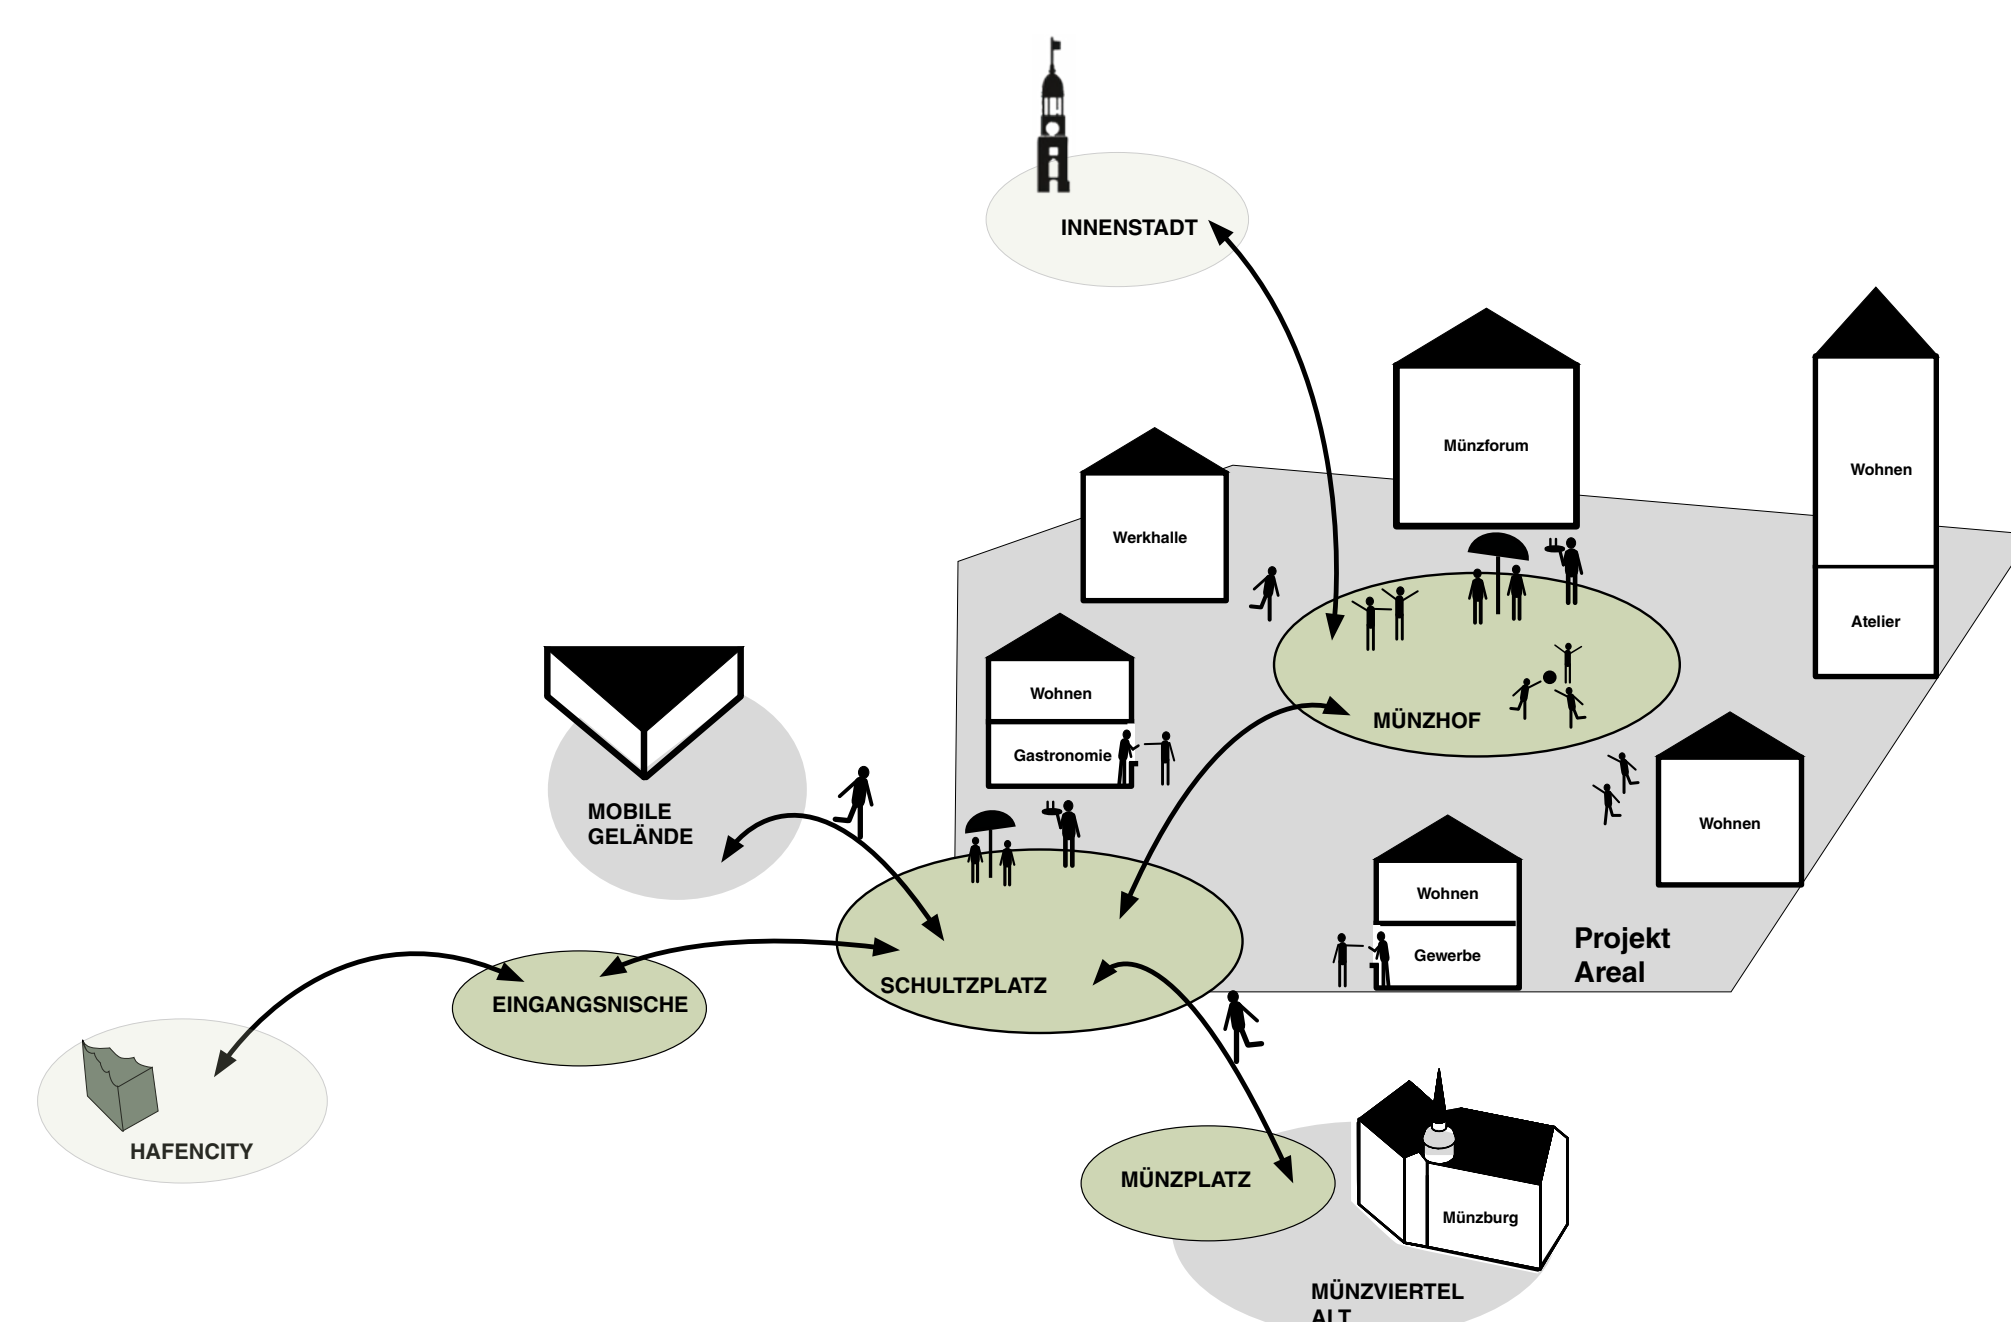 INNENSTADT
Münzforum
Wohnen
Atelier
Werkhalle
Wohnen
Gastronomie
MÜNZHOF
MOBILE
GELÄNDE
Wohnen
Wohnen
Gewerbe
Projekt
Areal
SCHULTZPLATZ
EINGANGSNISCHE
HAFENCITY
MÜNZPLATZ
Münzburg
MÜNZVIERTEL
ALT